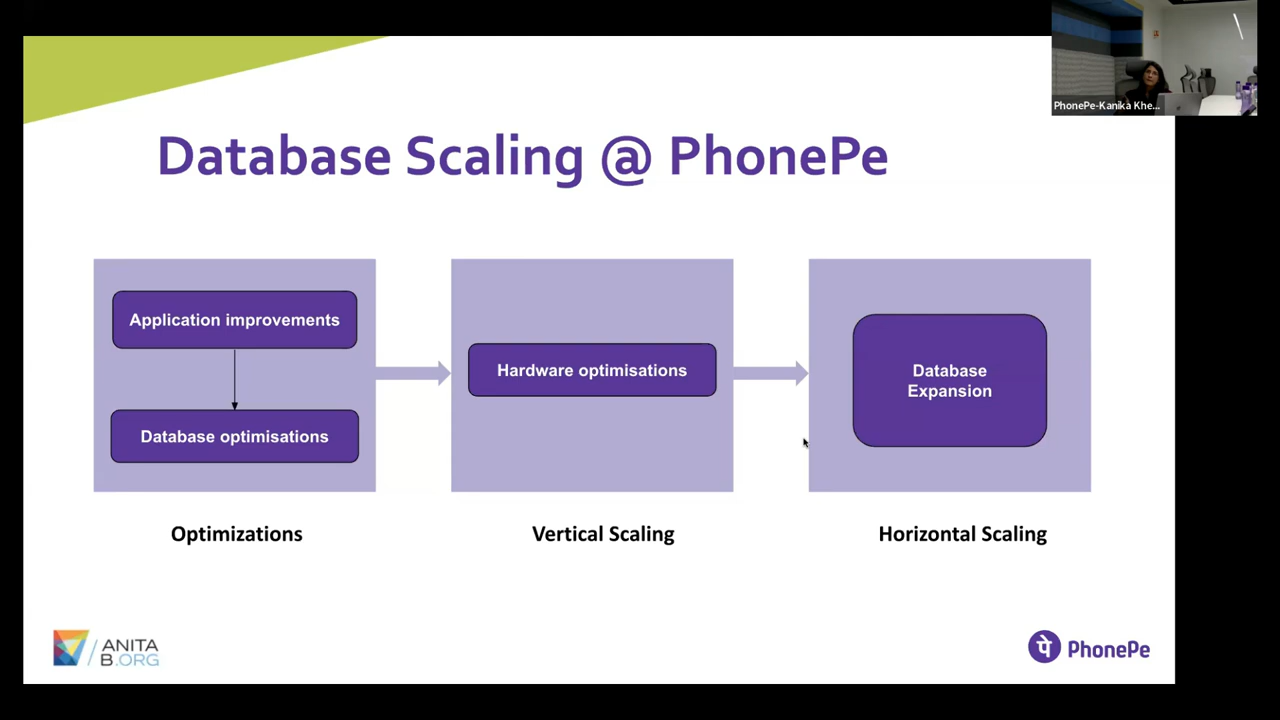 PhonePe-Kanika Khe...
Database Scaling @ PhonePe
Application improvements
Database optimisations
Hardware optimisations
Database
Expansion
Optimizations
Vertical Scaling
Horizontal Scaling
ANITA
B.ORG
पे PhonePe